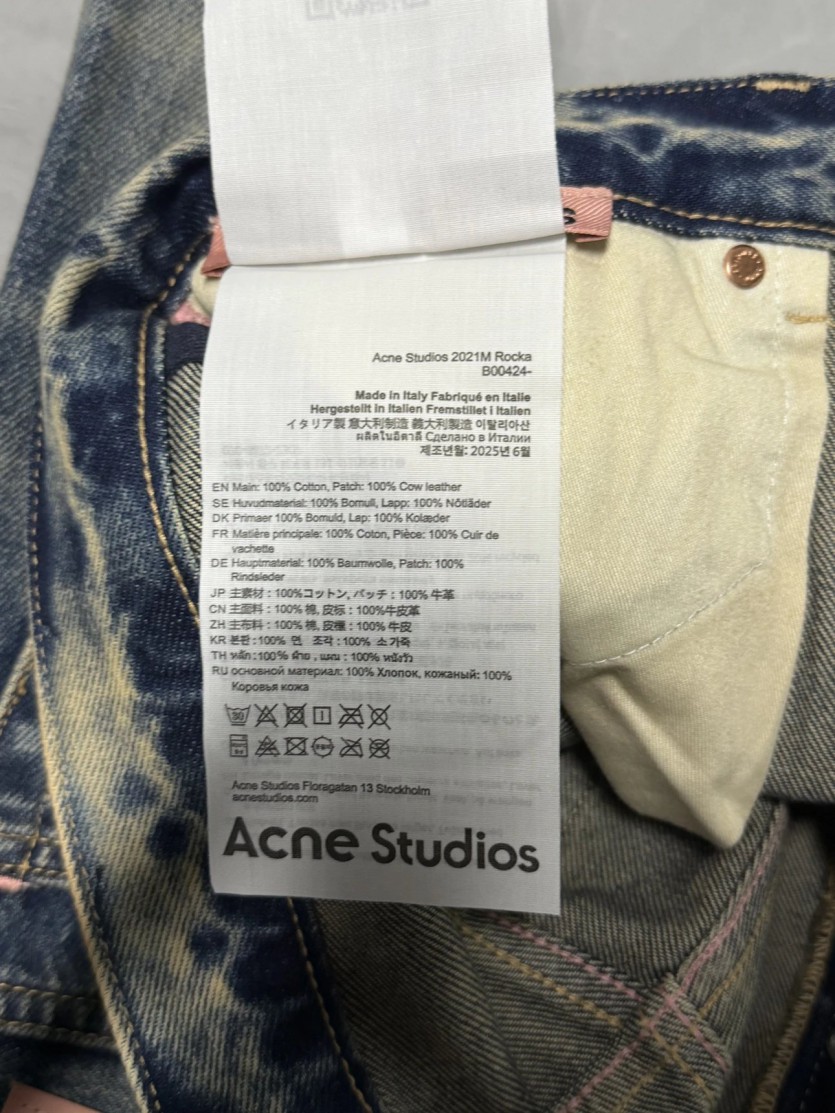 Acne Studios 2021M Rocka
B00424-
Made in Italy Fabriqué en Italie
Hergestellt in Italien Fremstillet i Italien
イタリア製 意大利制造 義大利製造 이탈리아산
ผลิตในอิตาลี Сделано в Италии
제조년월: 2025년 6월
EN Main: 100% Cotton, Patch: 100% Cow leather
SE Huvudmaterial: 100% Bomull, Lapp: 100% Nötläder
DK Primaer 100% Bomuld, Lap: 100% Kolæder
FR Matière principale: 100% Coton, Pièce: 100% Cuir de
vachette
DE Hauptmaterial: 100% Baumwolle, Patch: 100%
Rindsleder
JP 主素材：100%コットン, パッチ：100% 牛革
CN 主面料：100% 棉, 皮标：100%牛皮革
ZH 主布料：100% 棉, 皮標：100% 牛皮
KR 본판:100% 면 조각:100% 소가죽
TH หลัก:100% ฝ้าย , แผน : 100% หนังวัว
RU основной материал: 100% Хлопок, кожаный: 100%
Коровья кожа
30
Acne Studios Floragatan 13 Stockholm
acnestudios.com
Acne Studios
s